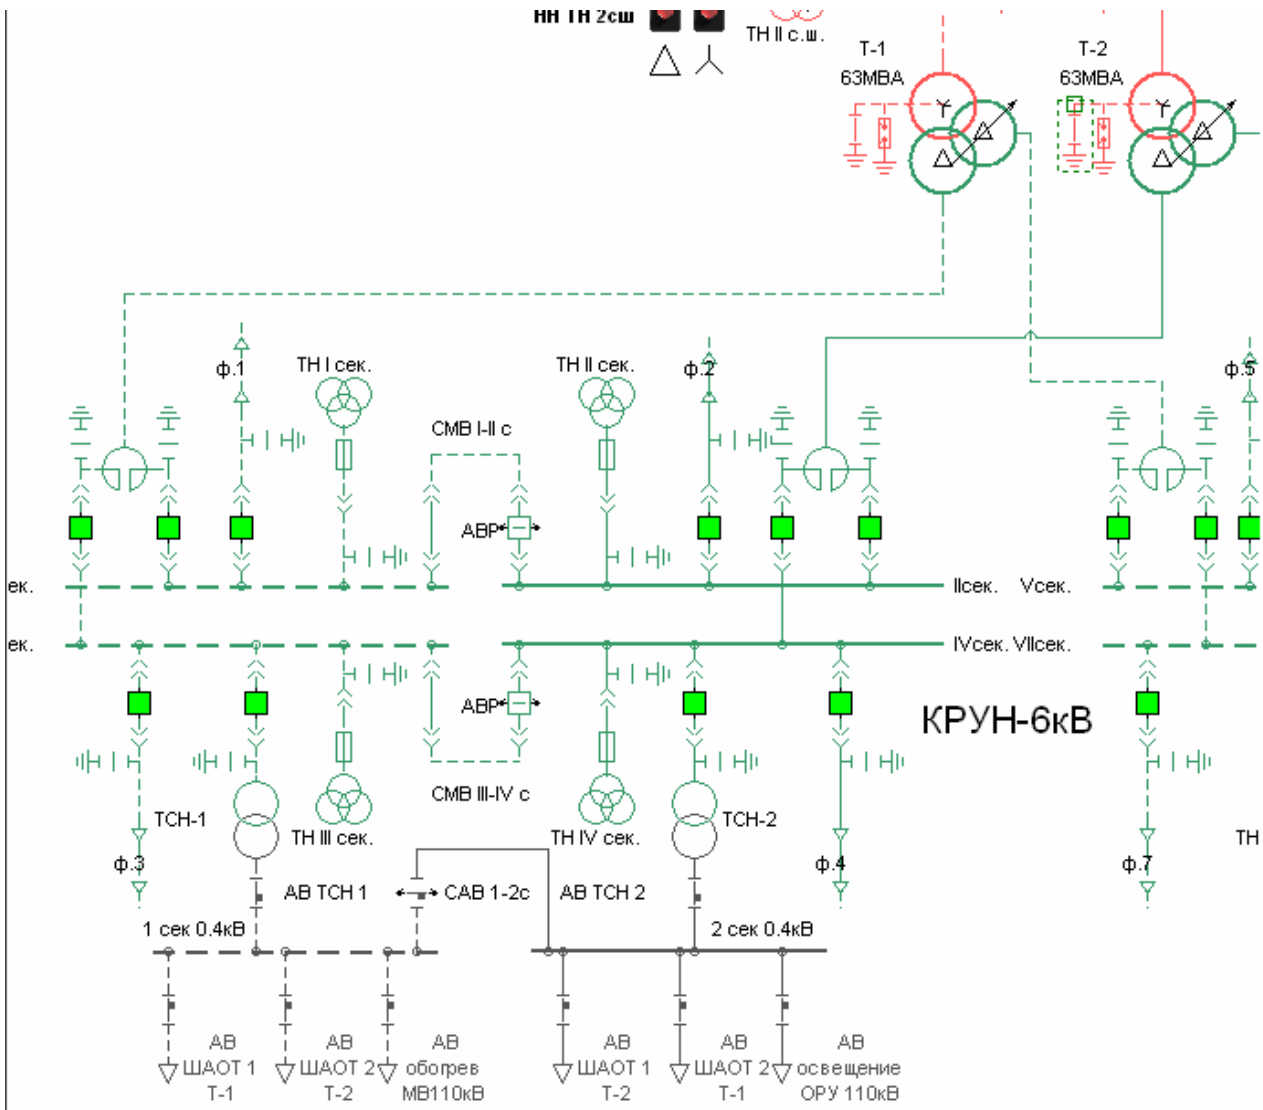 НН ТН 2сш
ТН II с.ш.
Т-1
63МВА
Т-2
63МВА
ф.1
ТН I сек.
ТН II сек.
ф.2
ф.5
СМВ I-II с
АВР
ек.
IIсек.
Vсек.
ек.
IVсек.
VIIсек.
АВР
КРУН-6кВ
СМВ III-IV с
ТСН-1
ТН III сек.
ТН IV сек.
ТСН-2
ТН
ф.3
ф.4
ф.7
АВ ТСН 1
САВ 1-2с
АВ ТСН 2
1 сек 0.4кВ
2 сек 0.4кВ
АВ
ШАОТ 1
Т-1
АВ
ШАОТ 2
Т-2
АВ
обогрев
МВ110кВ
АВ
ШАОТ 1
Т-2
АВ
ШАОТ 2
Т-1
АВ
освещение
ОРУ 110кВ